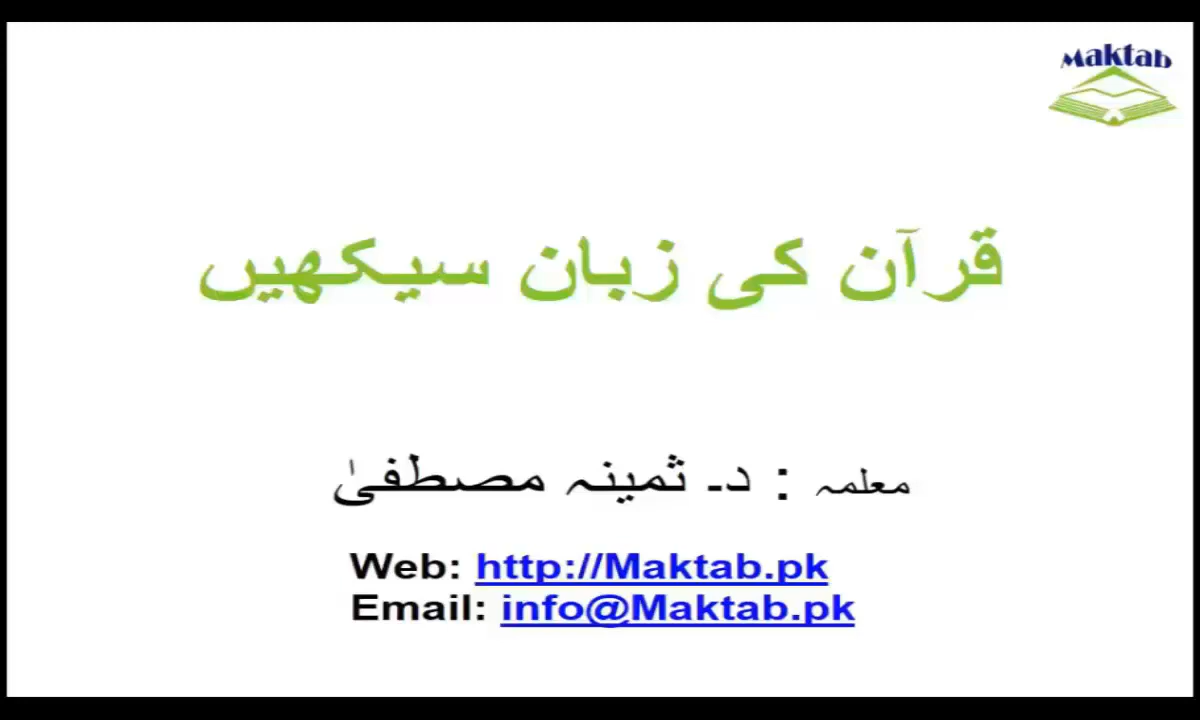 Maktab
قرآن کی زبان سیکھیں
معلمہ : د۔ ثمینہ مصطفیٰ
Web: http://Maktab.pk
Email: info@Maktab.pk